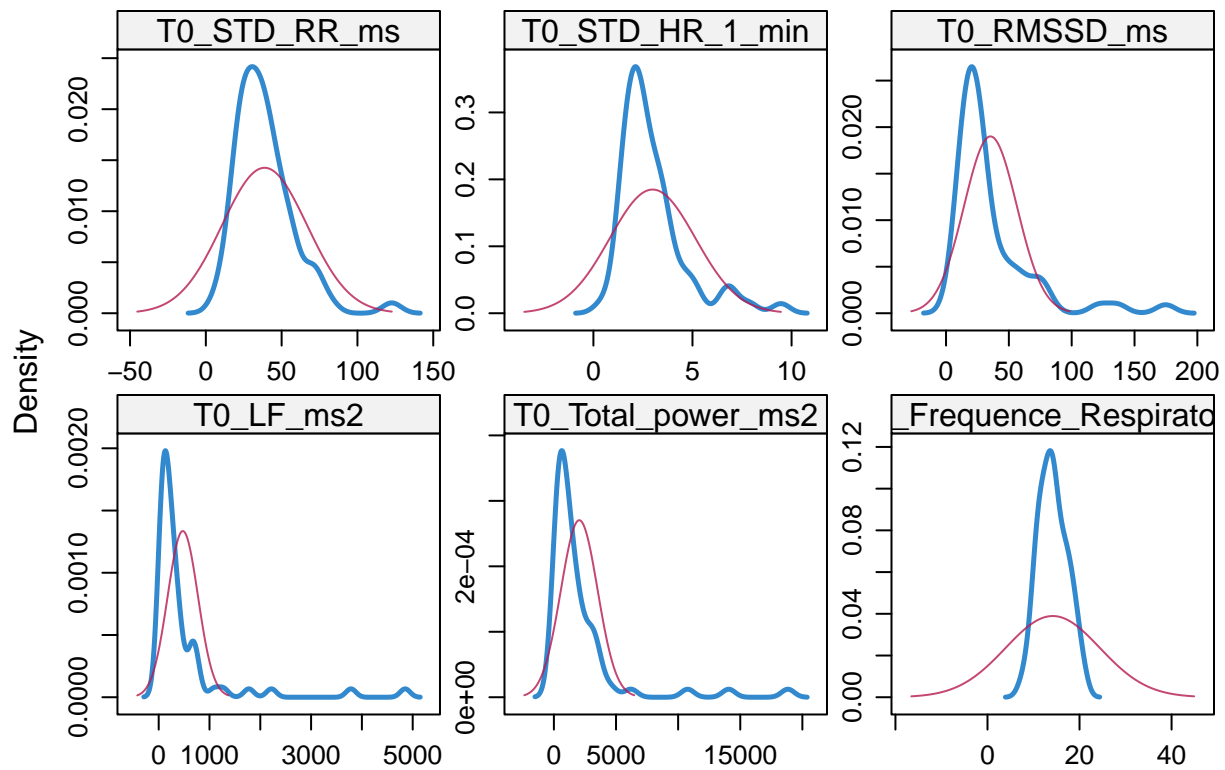 T0_STD_RR_ms T0_STD_HR_1_min T0_RMSSD_ms
0.000 0.010 0.020
0.0 0.1 0.2 0.3
0.000 0.010 0.020
−50 0 50 100 150
0 5 10
0 50 100 150 200
Density
T0_LF_ms2 T0_Total_power_ms2 _Frequence_Respirato
0.0000 0.0010 0.0020
0e+00 2e−04
0.00 0.04 0.08 0.12
0 1000 3000 5000
0 5000 15000
0 20 40